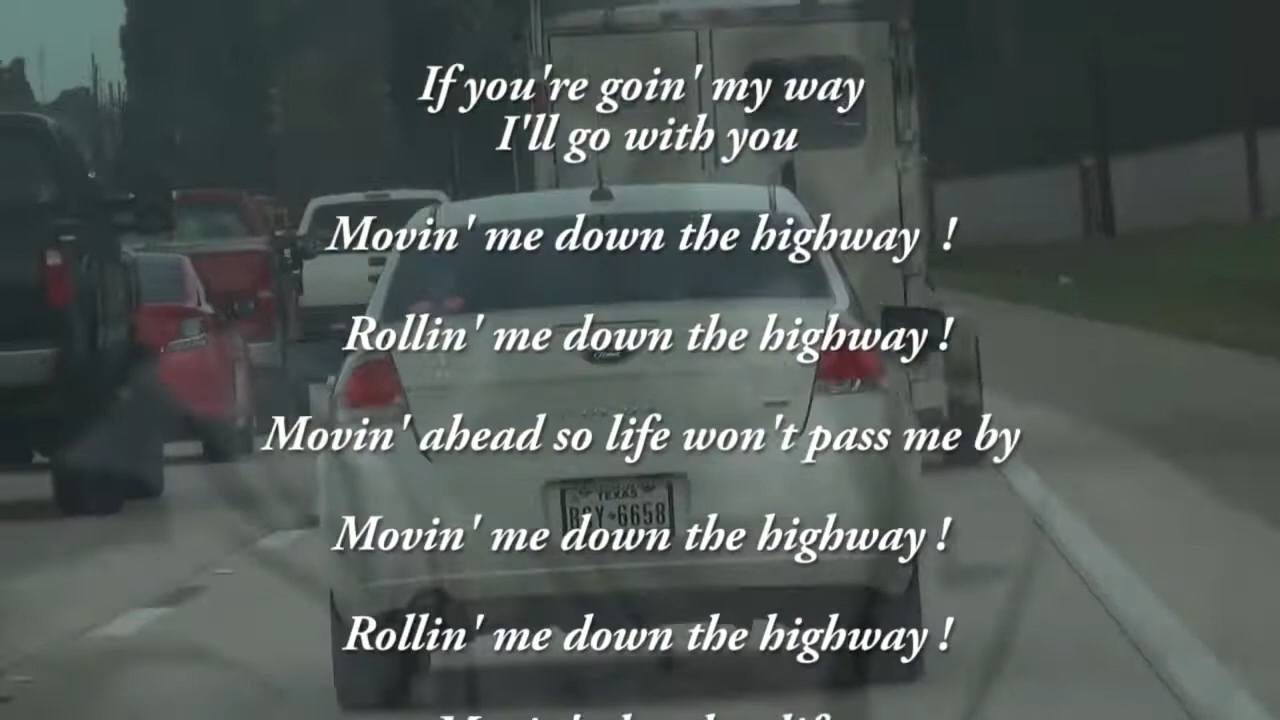 If you're goin' my way
I'll go with you
Movin' me down the highway !
Rollin' me down the highway !
Ford
Movin' ahead so life won't pass me by
TEXAS
Movin' me down the highway !
Rollin' me down the highway !